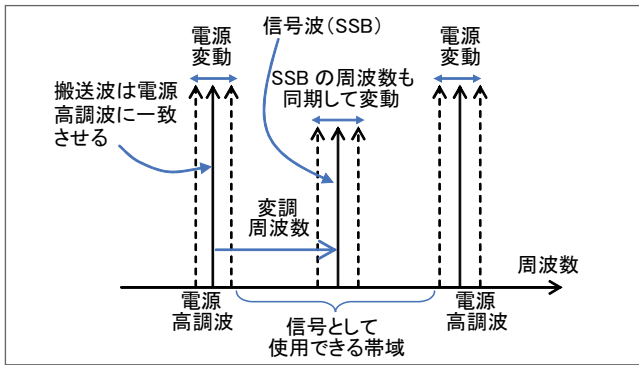 電源
変動
信号波(SSB)
電源
変動
搬送波は電源
高調波に一致
させる
SSB の周波数も
同期して変動
変調
周波数
周波数
電源
高調波
信号として
使用できる帯域
電源
高調波